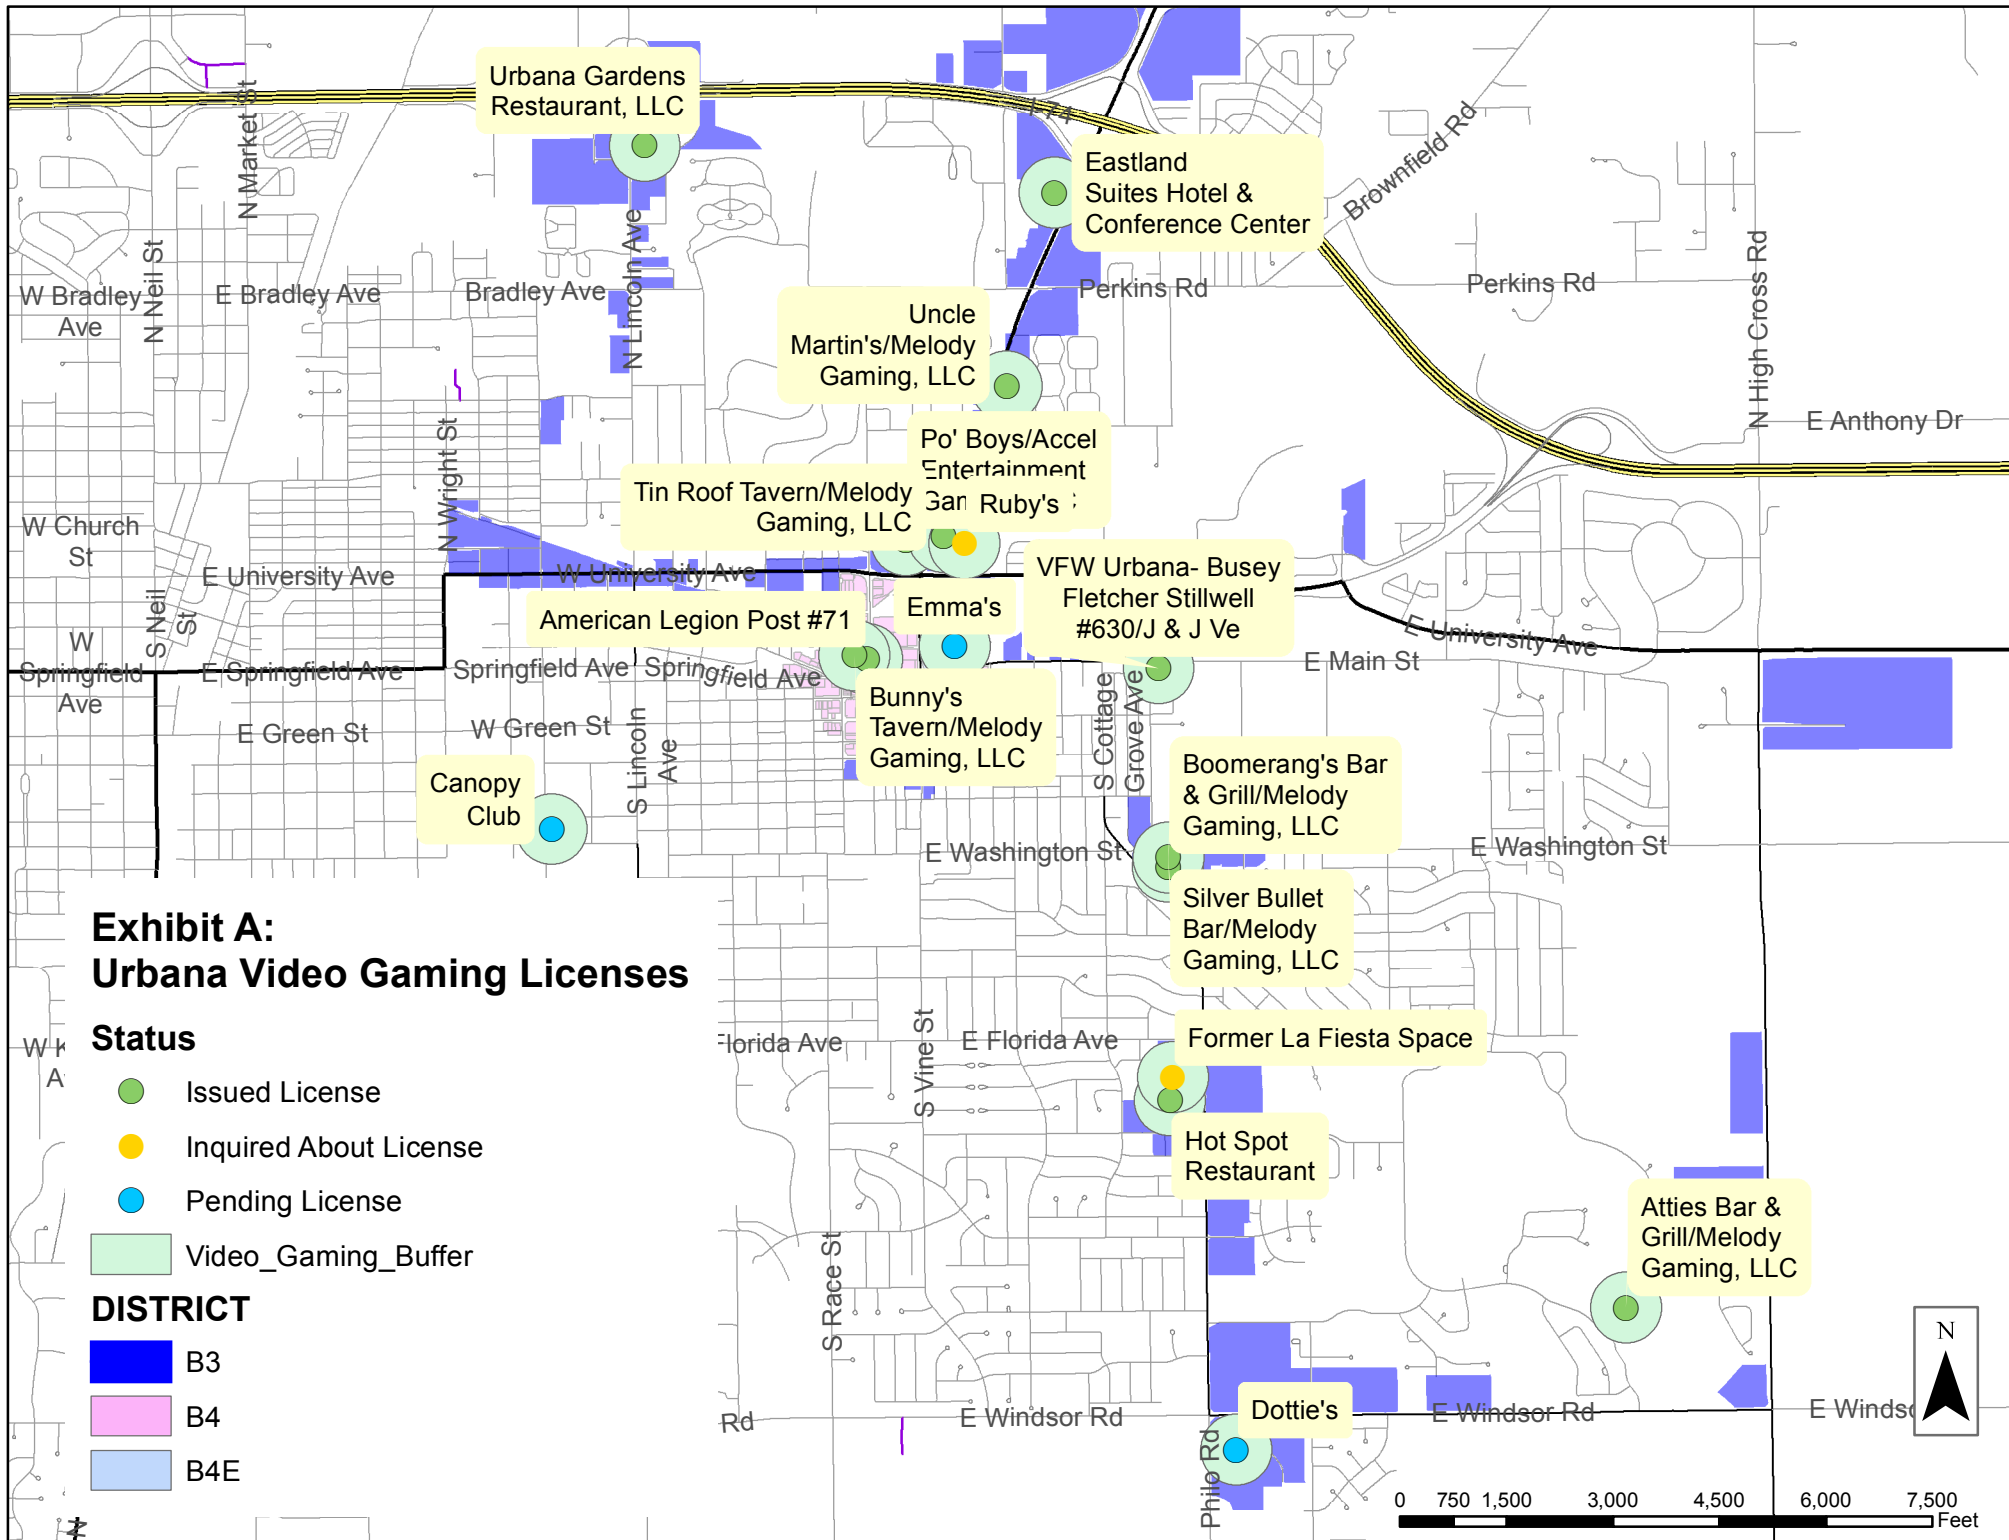 Urbana Gardens
Restaurant, LLC
I-74
N Market St
Eastland
Suites Hotel &
Conference Center
Brownfield Rd
N Neil St
N Lincoln Ave
N High Cross Rd
W Bradley
Ave
E Bradley Ave
Bradley Ave
Perkins Rd
Perkins Rd
Uncle
Martin's/Melody
Gaming, LLC
E Anthony Dr
N Wright St
Po' Boys/Accel
Entertainment
Ruby's
Tin Roof Tavern/Melody
Gaming, LLC
W Church
St
E University Ave
W University Ave
VFW Urbana- Busey
Fletcher Stillwell
#630/J & J Ve
American Legion Post #71
Emma's
E University Ave
S Neil
St
W
Springfield
Ave
E Springfield Ave
Springfield Ave
Springfield Ave
E Main St
E Green St
W Green St
S Lincoln
Ave
Bunny's
Tavern/Melody
Gaming, LLC
S Cottage
Grove Ave
Canopy
Club
Boomerang's Bar
& Grill/Melody
Gaming, LLC
E Washington St
E Washington St
Silver Bullet
Bar/Melody
Gaming, LLC
Exhibit A:
Urbana Video Gaming Licenses
Status
Issued License
Inquired About License
Pending License
Video_Gaming_Buffer
DISTRICT
B3
B4
B4E
W K
Florida Ave
S Vine St
E Florida Ave
Former La Fiesta Space
Hot Spot
Restaurant
S Race St
Atties Bar &
Grill/Melody
Gaming, LLC
N
Dottie's
Rd
E Windsor Rd
E Windsor Rd
E Winds
Philo Rd
0 750 1,500 3,000 4,500 6,000 7,500
Feet